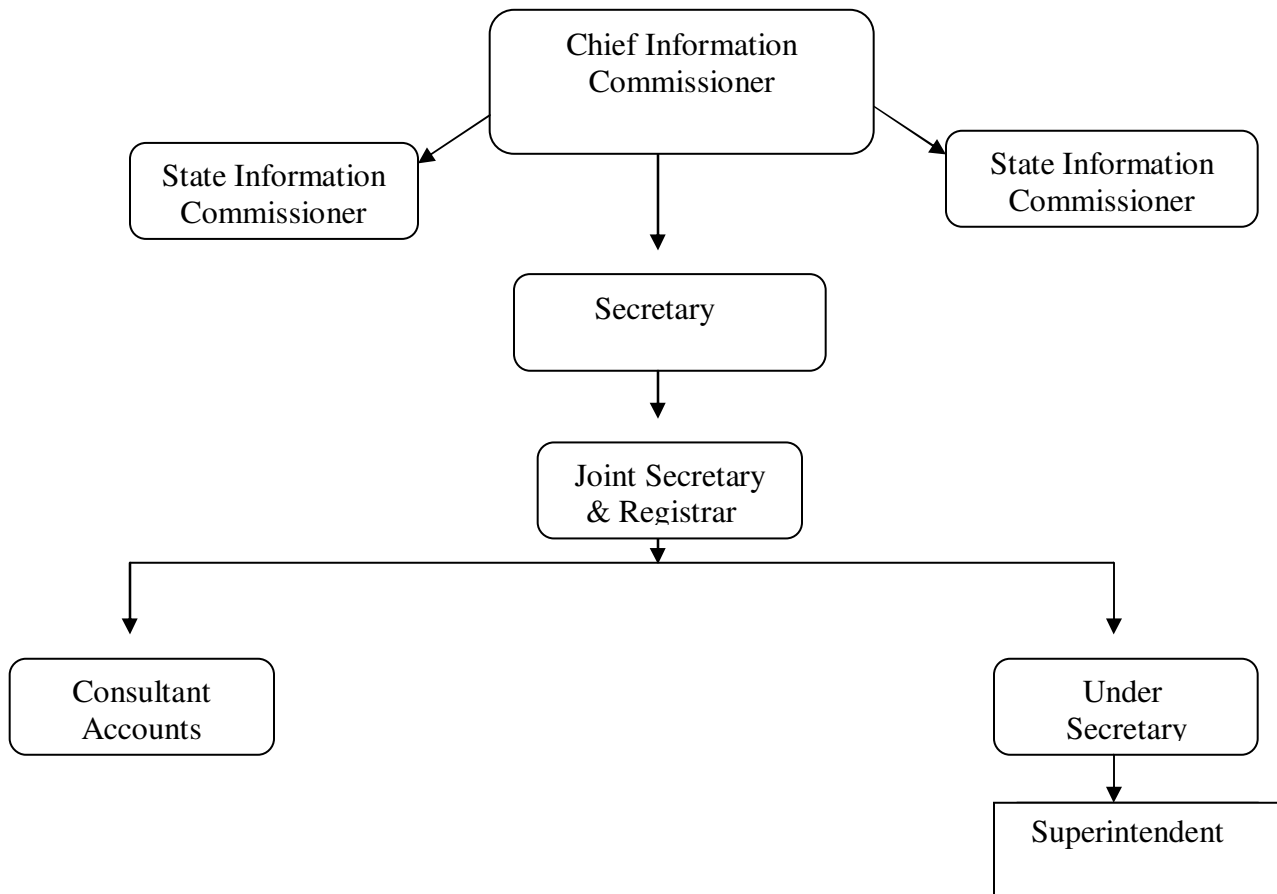 Chief Information
Commissioner
State Information
Commissioner
State Information
Commissioner
Secretary
Joint Secretary
& Registrar
Consultant
Accounts
Under
Secretary
Superintendent